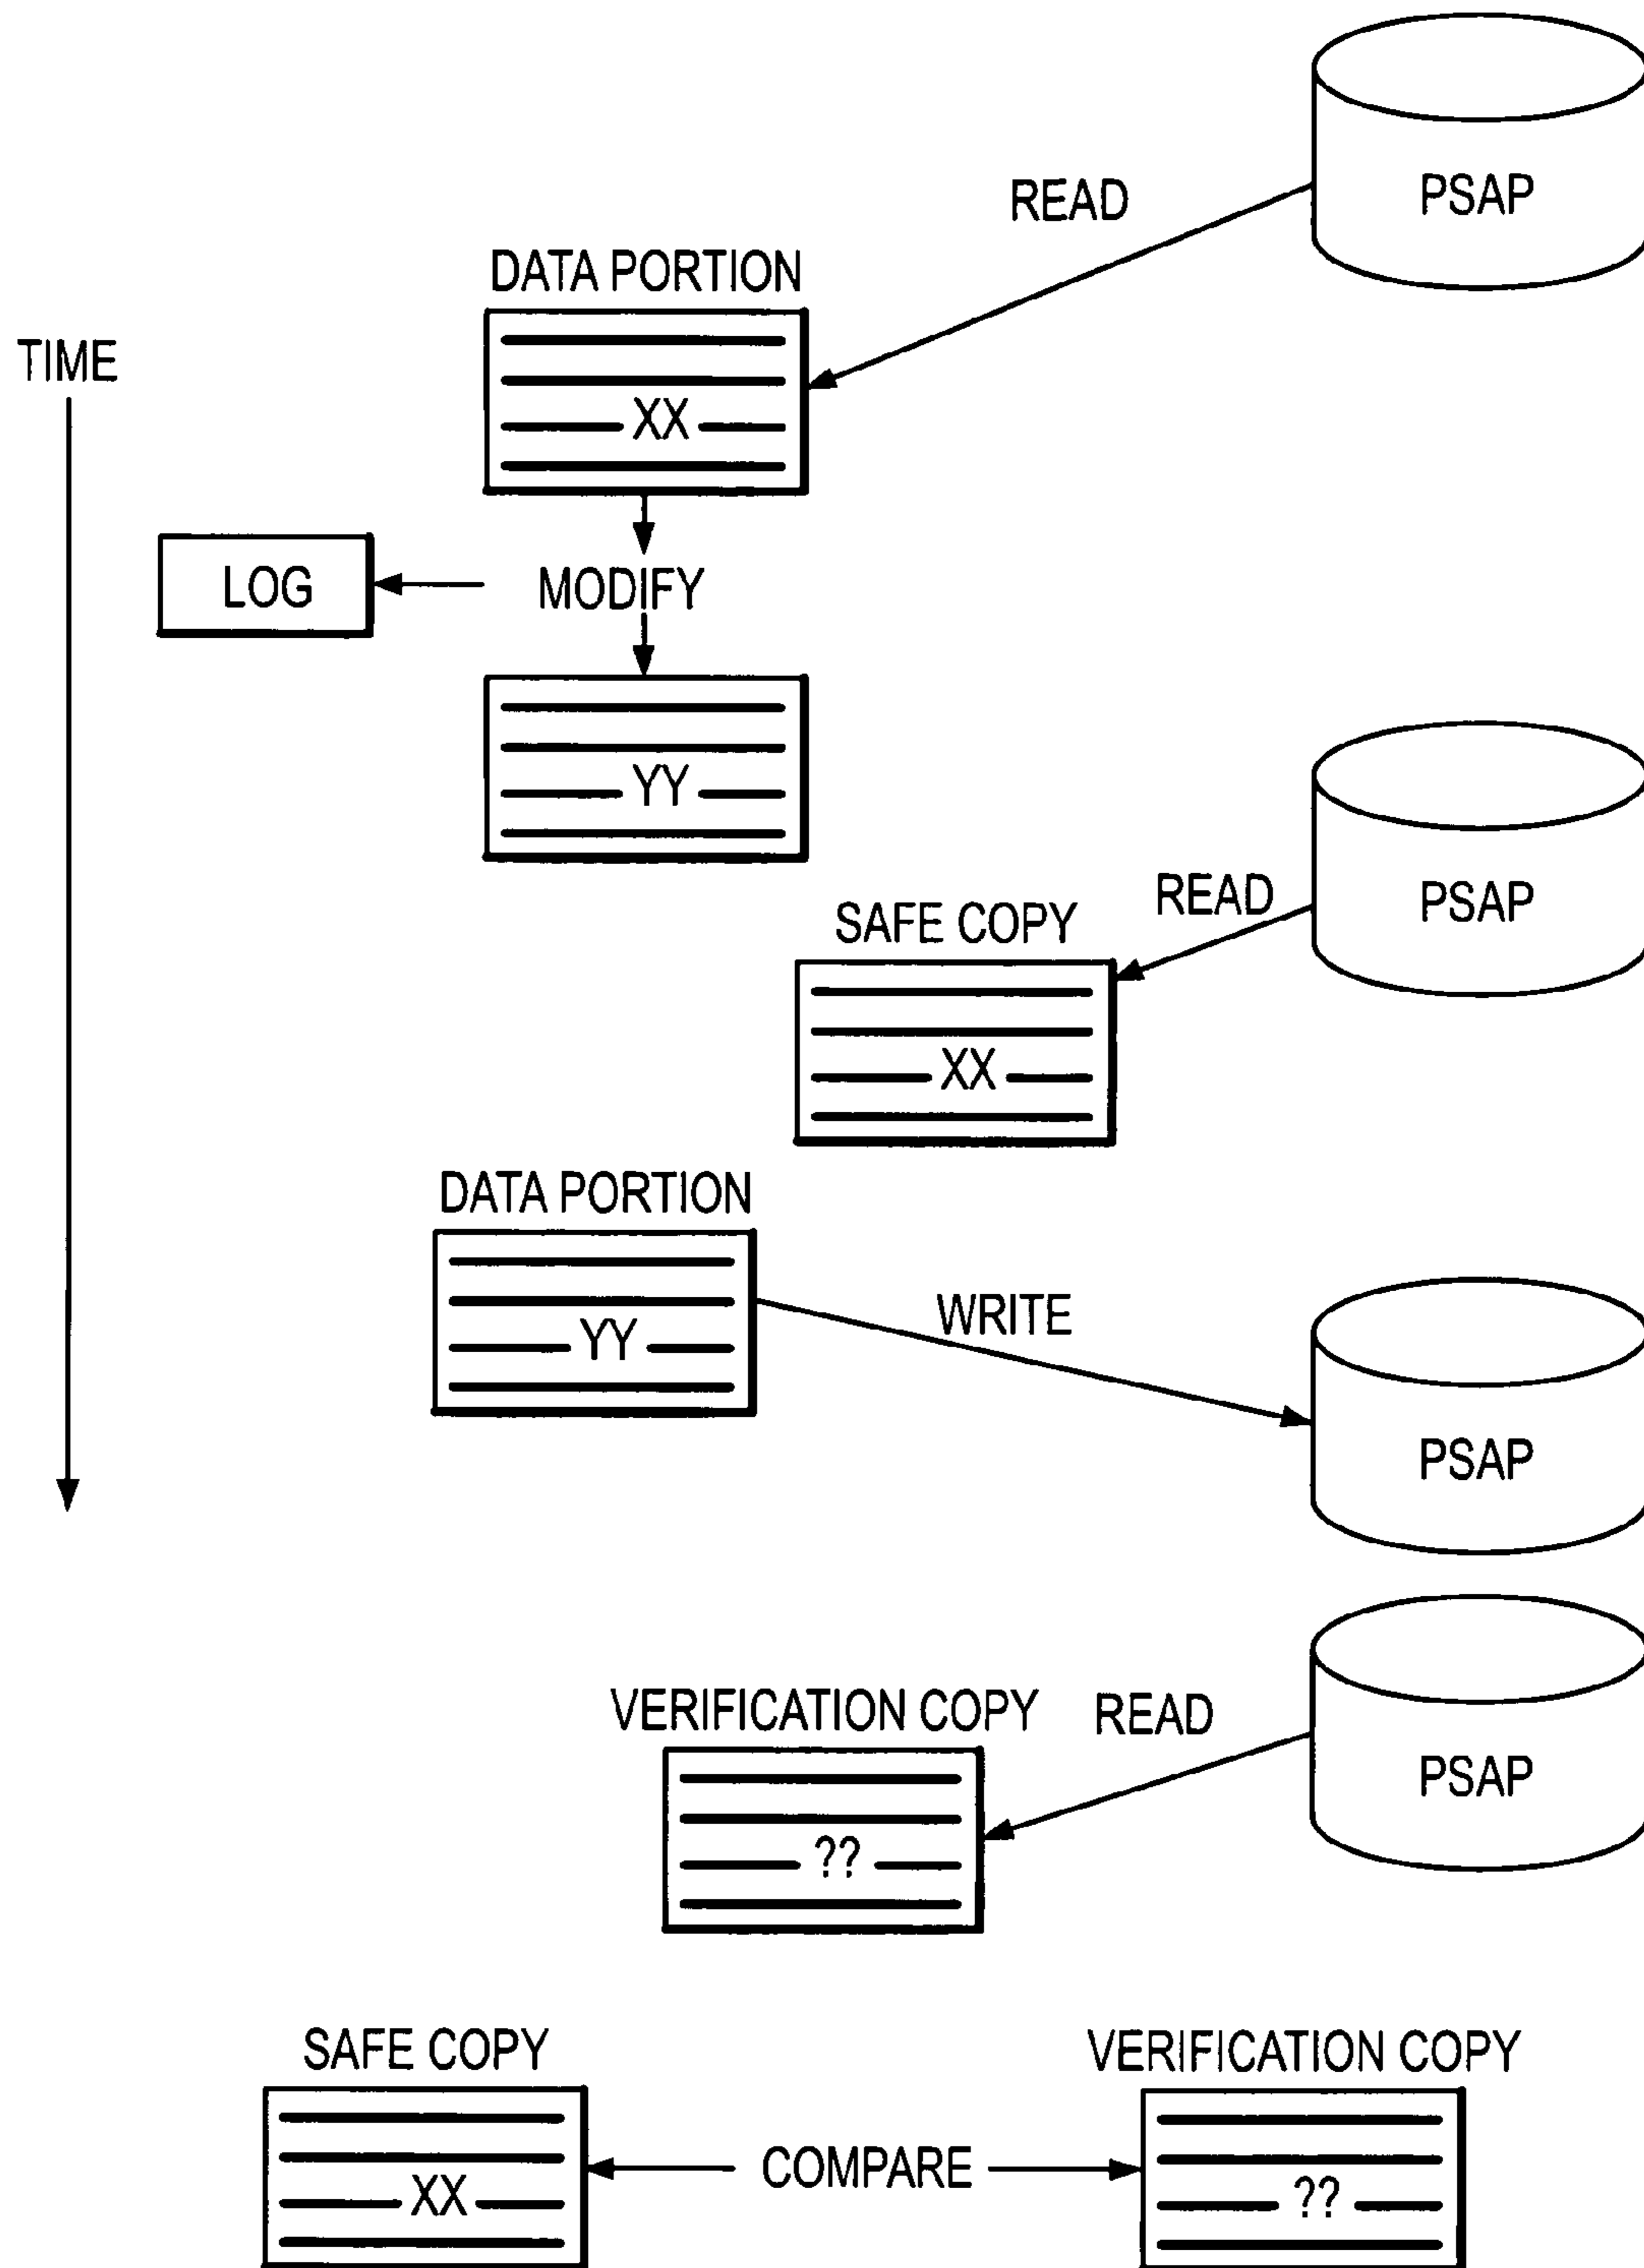 PSAP
READ
DATA PORTION
TIME
XX
LOG
MODIFY
YY
READ
PSAP
SAFE COPY
XX
DATA PORTION
WRITE
YY
PSAP
VERIFICATION COPY
READ
PSAP
??
SAFE COPY
VERIFICATION COPY
COMPARE
XX
??